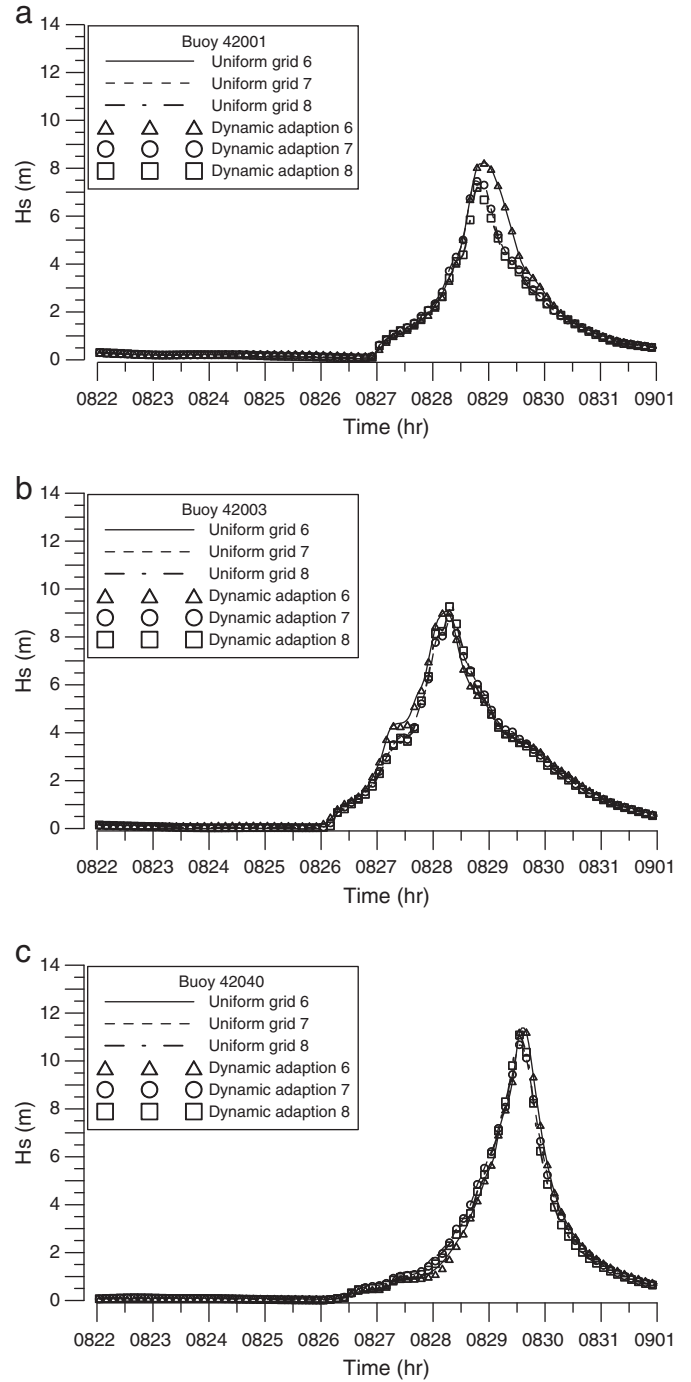 a
14
12
10
8
6
4
2
0
Hs (m)
Buoy 42001
Uniform grid 6
Uniform grid 7
Uniform grid 8
Dynamic adaption 6
Dynamic adaption 7
Dynamic adaption 8
0822 0823 0824 0825 0826 0827 0828 0829 0830 0831 0901
Time (hr)
b
14
12
10
8
6
4
2
0
Hs (m)
Buoy 42003
Uniform grid 6
Uniform grid 7
Uniform grid 8
Dynamic adaption 6
Dynamic adaption 7
Dynamic adaption 8
0822 0823 0824 0825 0826 0827 0828 0829 0830 0831 0901
Time (hr)
c
14
12
10
8
6
4
2
0
Hs (m)
Buoy 42040
Uniform grid 6
Uniform grid 7
Uniform grid 8
Dynamic adaption 6
Dynamic adaption 7
Dynamic adaption 8
0822 0823 0824 0825 0826 0827 0828 0829 0830 0831 0901
Time (hr)